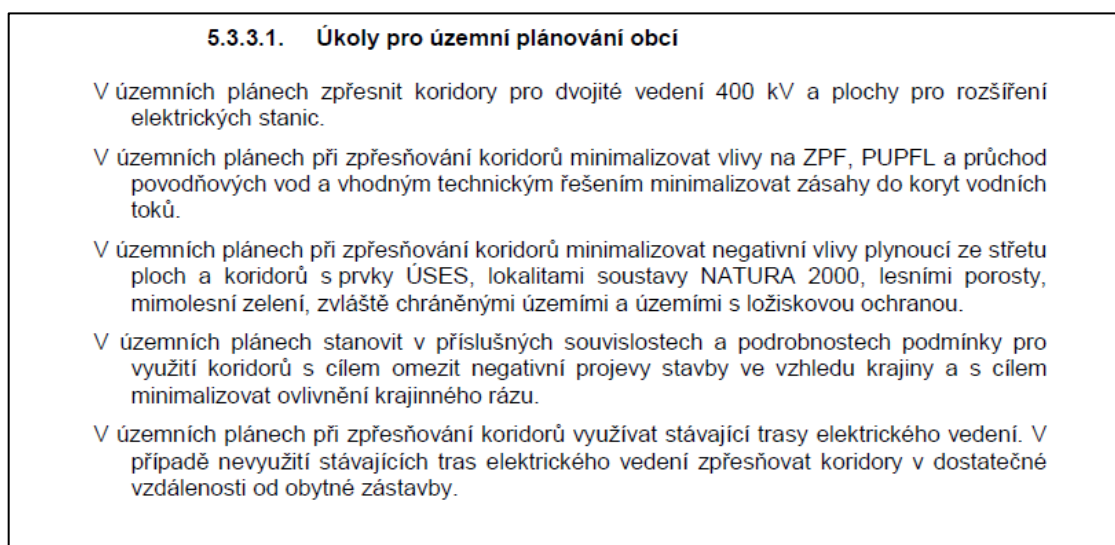 5.3.3.1. Úkoly pro územní plánování obcí
V územních plánech zpřesnit koridory pro dvojité vedení 400 kV a plochy pro rozšíření
elektrických stanic.
V územních plánech při zpřesňování koridorů minimalizovat vlivy na ZPF, PUPFL a průchod
povodňových vod a vhodným technickým řešením minimalizovat zásahy do koryt vodních
toků.
V územních plánech při zpřesňování koridorů minimalizovat negativní vlivy plynoucí ze střetu
ploch a koridorů s prvky ÚSES, lokalitami soustavy NATURA 2000, lesními porosty,
mimolesní zelení, zvláště chráněnými územími a územími s ložiskovou ochranou.
V územních plánech stanovit v příslušných souvislostech a podrobnostech podmínky pro
využití koridorů s cílem omezit negativní projevy stavby ve vzhledu krajiny a s cílem
minimalizovat ovlivnění krajinného rázu.
V územních plánech při zpřesňování koridorů využívat stávající trasy elektrického vedení. V
případě nevyužití stávajících tras elektrického vedení zpřesňovat koridory v dostatečné
vzdálenosti od obytné zástavby.